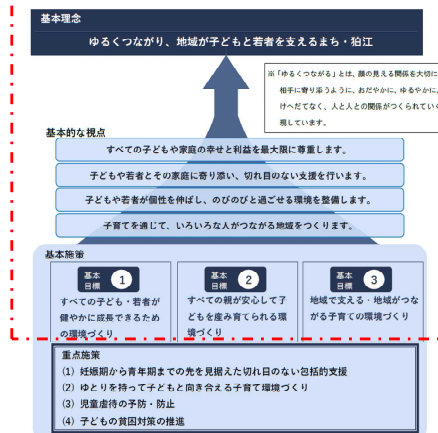 基本理念
ゆるくつながり、地域が子どもと若者を支えるまち・狛江
※「ゆるくつながる」とは、顔の見える関係を大切に
相手に寄り添うように、おだやかに、ゆるやかに、
けへだてなく、人と人との関係がつくられていく
視しています。
基本的な視点
すべての子どもや家庭の幸せと利益を最大限に尊重します。
子どもや若者とその家庭に寄り添い、切れ目のない支援を行います。
子どもや若者が個性を伸ばし、のびのびと過ごせる環境を整備します。
子育てを通じて、いろいろな人がつながる地域をつくります。
基本施策
基本目標 1
すべての子ども・若者が
健やかに成長できるため
の環境づくり
基本目標 2
すべての親が安心して子
どもを産み育てられる環
境づくり
基本目標 3
地域で支える・地域がつな
がる子育ての環境づくり
重点施策
(1) 妊娠期から青年期までの先を見据えた切れ目のない包括的支援
(2) ゆとりを持って子どもと向き合える子育て環境づくり
(3) 児童虐待の予防・防止
(4) 子どもの貧困対策の推進